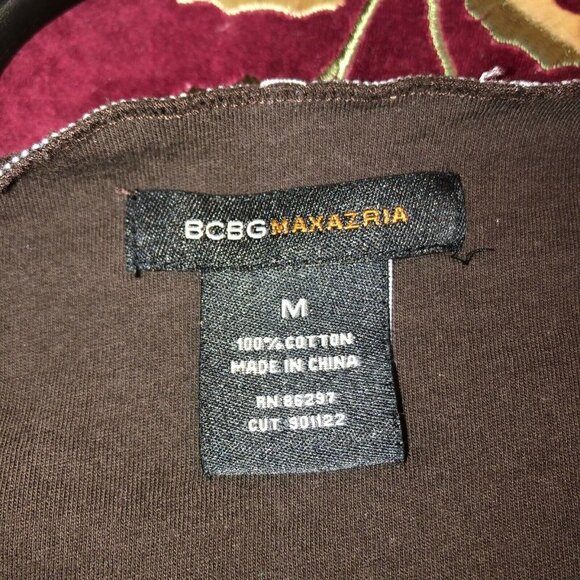 BCBGMAXAZRIA
M
100% COTTON
MADE IN CHINA
RN 86297
CUT 901122